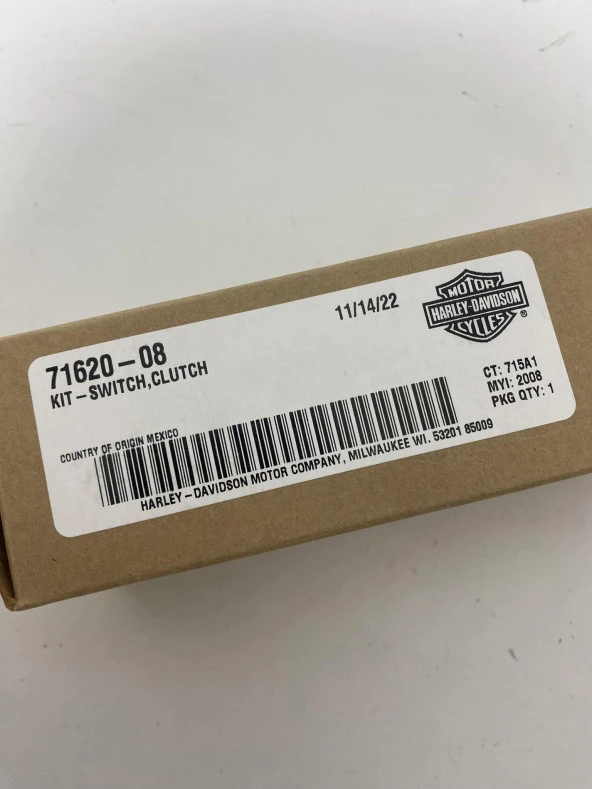 11/14/22
MOTOR
HARLEY-DAVIDSON
CYCLES
®
71620-08
KIT-SWITCH,CLUTCH
CT: 715A1
MYI: 2008
PKG QTY: 1
COUNTRY OF ORIGIN MEXICO
HARLEY-DAVIDSON MOTOR COMPANY, MILWAUKEE WI. 53201 85009